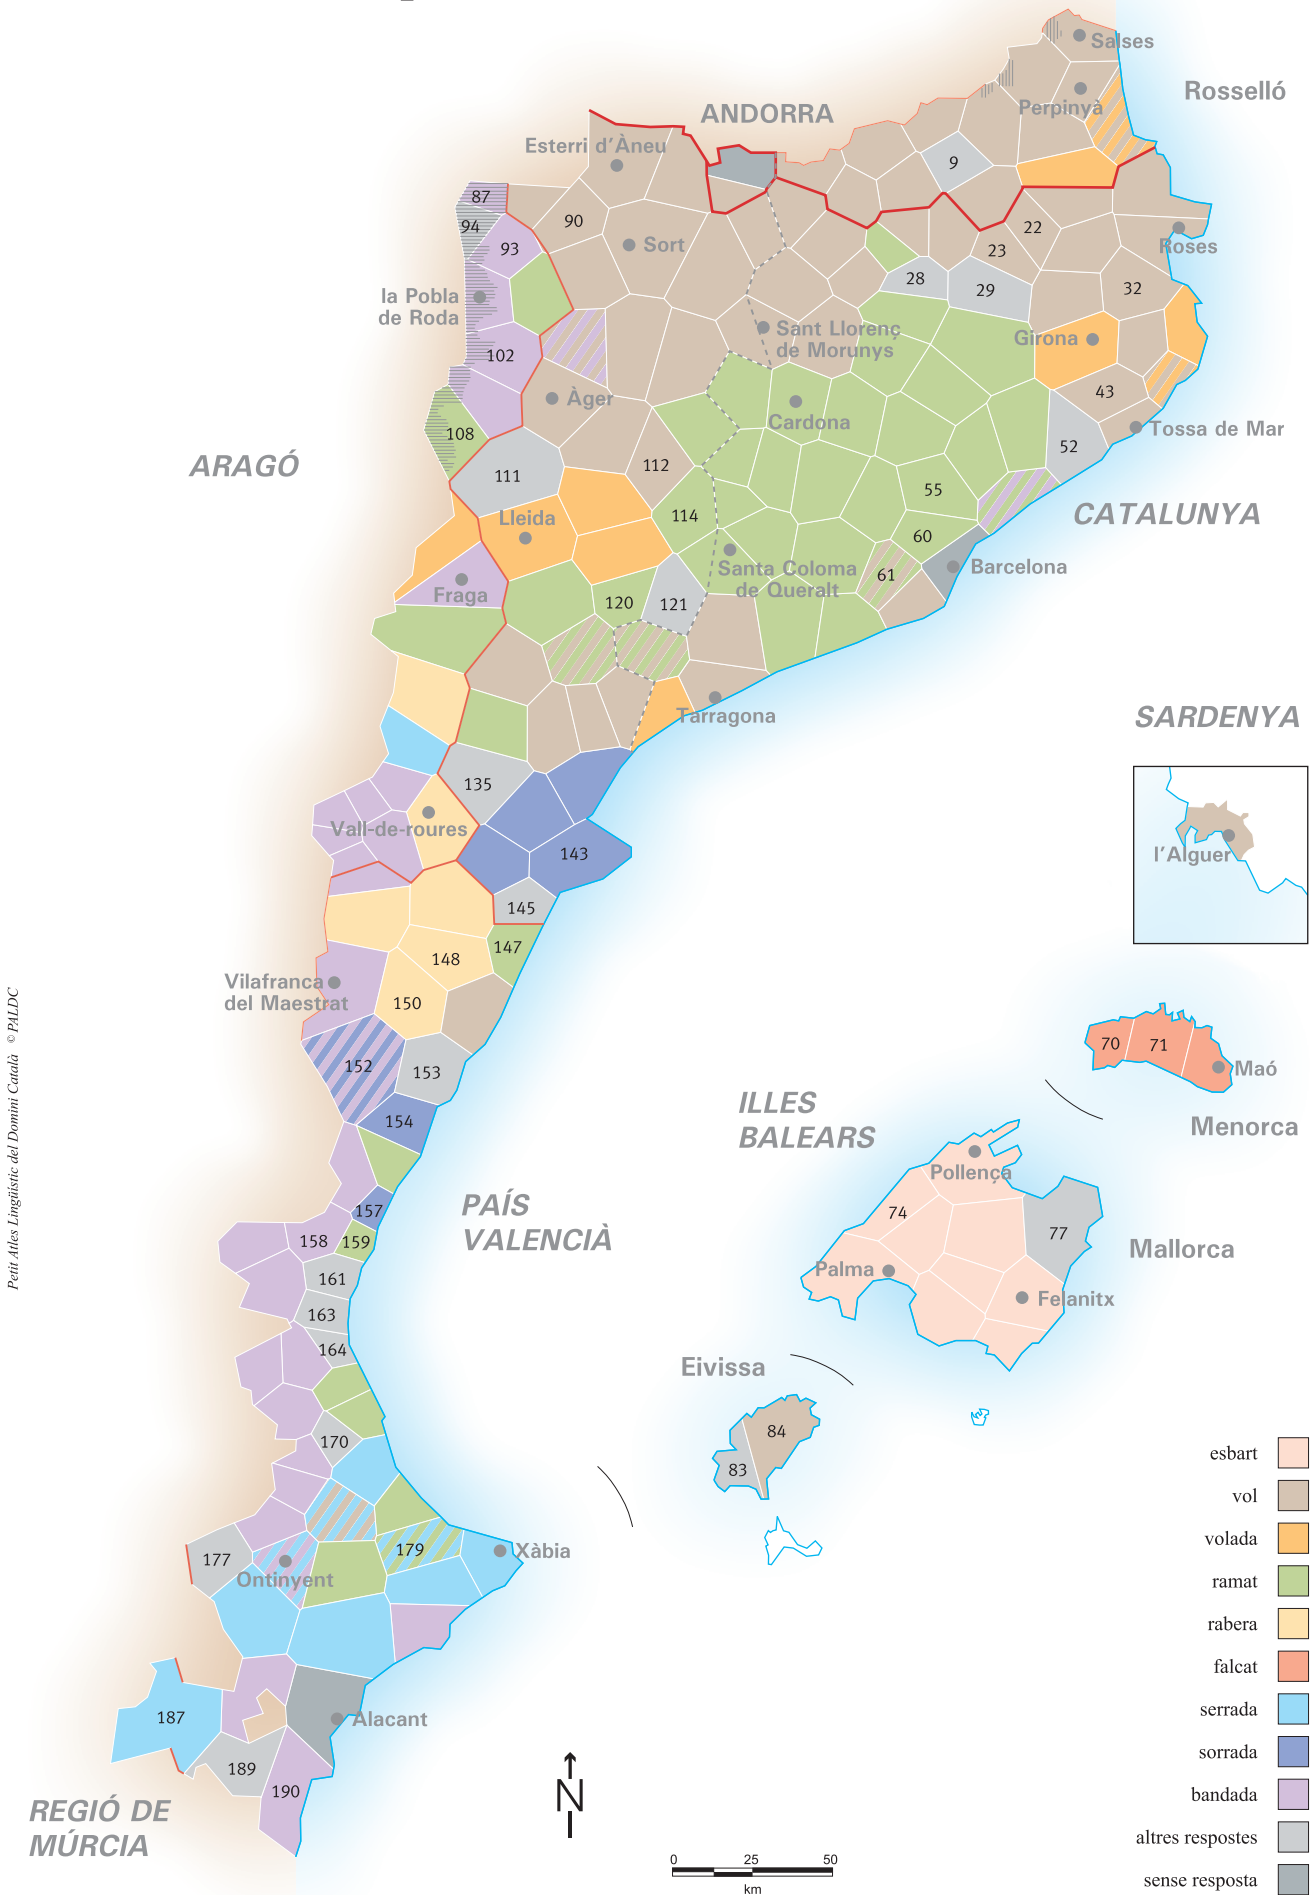 Salses
Rosselló
Perpinyà
ANDORRA
Esterri d'Àneu
9
87
90
94
93
Sort
22
23
Roses
28
29
32
la Pobla
de Roda
Sant Llorenç
de Morunys
Girona
102
Àger
43
Cardona
Tossa de Mar
108
52
ARAGÓ
111
112
55
CATALUNYA
Lleida
114
60
Santa Coloma
de Queralt
61
Barcelona
Fraga
120
121
Tarragona
SARDENYA
135
Vall-de-roures
143
l'Alguer
145
147
148
Vilafranca
del Maestrat
150
Petit Atles Lingüístic del Domini Català © PALDC
152
153
154
70
71
Maó
Menorca
ILLES
BALEARS
Pollença
74
77
Mallorca
Palma
Felanitx
PAÍS
VALENCIÀ
157
158
159
161
163
164
Eivissa
84
83
170
177
179
Xàbia
Ontinyent
187
Alacant
189
190
REGIÓ DE
MÚRCIA
N
0 25 50
km
esbart
vol
volada
ramat
rabera
falcat
serrada
sorrada
bandada
altres respostes
sense resposta